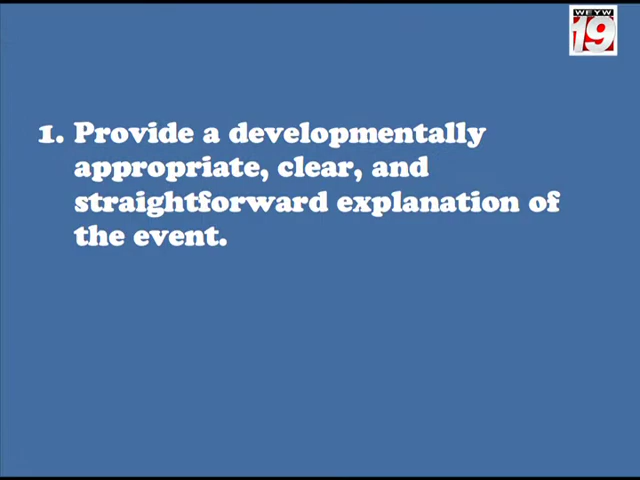 WEYW
19
1. Provide a developmentally
appropriate, clear, and
straightforward explanation of
the event.